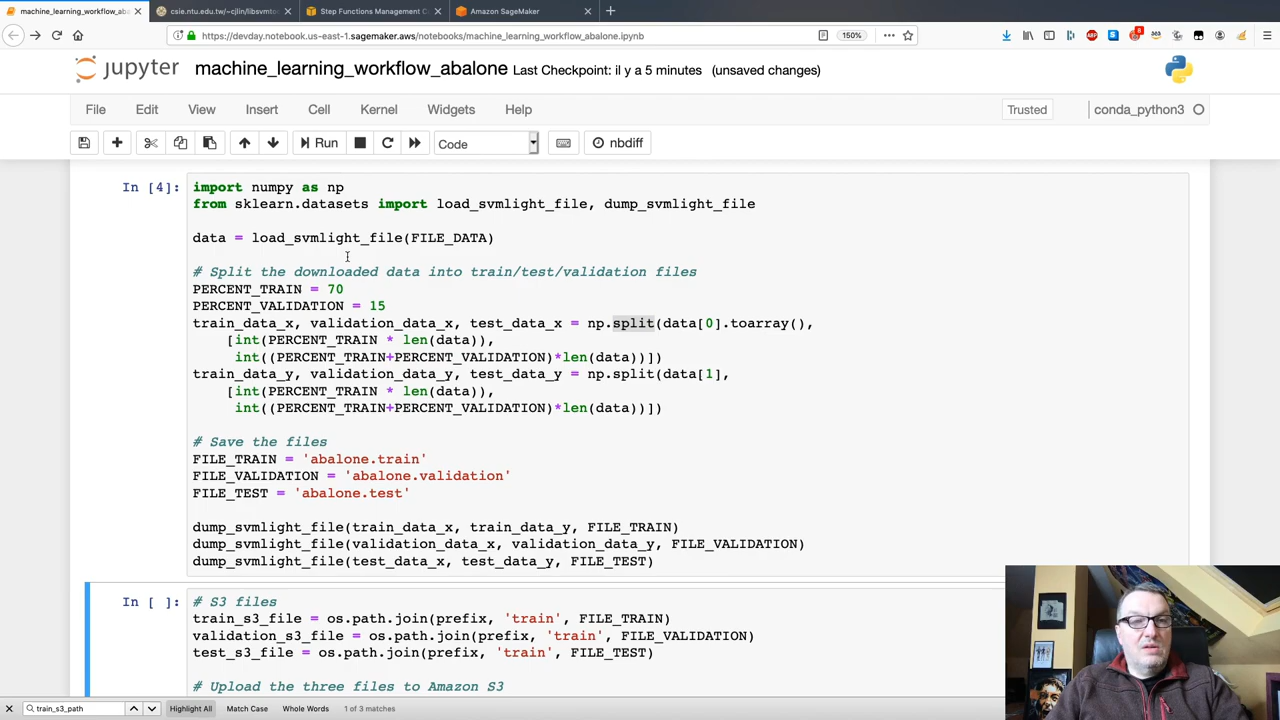 machine_learning_workflow_aba
csie.ntu.edu.tw/~cjlin/libsvmto
Step Functions Management C
Amazon SageMaker
https://devday.notebook.us-east-1.sagemaker.aws/notebooks/machine_learning_workflow_abalone.ipynb
150%
jupyter machine_learning_workflow_abalone Last Checkpoint: il y a 5 minutes (unsaved changes)
File Edit View Insert Cell Kernel Widgets Help
Trusted
conda_python3
Run
Code
nbdiff
In [4]:
import numpy as np
from sklearn.datasets import load_svmlight_file, dump_svmlight_file
data = load_svmlight_file(FILE_DATA)
# Split the downloaded data into train/test/validation files
PERCENT_TRAIN = 70
PERCENT_VALIDATION = 15
train_data_x, validation_data_x, test_data_x = np.split(data[0].toarray(),
[int(PERCENT_TRAIN * len(data)),
int((PERCENT_TRAIN+PERCENT_VALIDATION)*len(data))])
train_data_y, validation_data_y, test_data_y = np.split(data[1],
[int(PERCENT_TRAIN * len(data)),
int((PERCENT_TRAIN+PERCENT_VALIDATION)*len(data))])
# Save the files
FILE_TRAIN = 'abalone.train'
FILE_VALIDATION = 'abalone.validation'
FILE_TEST = 'abalone.test'
dump_svmlight_file(train_data_x, train_data_y, FILE_TRAIN)
dump_svmlight_file(validation_data_x, validation_data_y, FILE_VALIDATION)
dump_svmlight_file(test_data_x, test_data_y, FILE_TEST)
In [ ]:
# S3 files
train_s3_file = os.path.join(prefix, 'train', FILE_TRAIN)
validation_s3_file = os.path.join(prefix, 'train', FILE_VALIDATION)
test_s3_file = os.path.join(prefix, 'train', FILE_TEST)
# Upload the three files to Amazon S3
train_s3_path
Highlight All
Match Case
Whole Words
1 of 3 matches